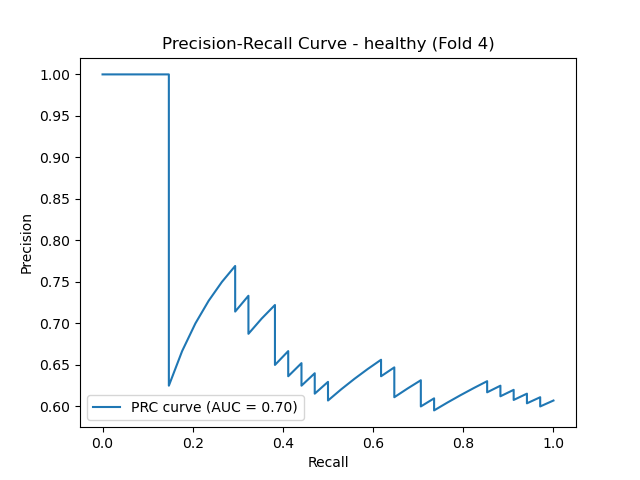 Precision-Recall Curve - healthy (Fold 4)
1.00
0.95
0.90
0.85
0.80
0.75
0.70
0.65
0.60
Precision
PRC curve (AUC = 0.70)
0.0 0.2 0.4 0.6 0.8 1.0
Recall